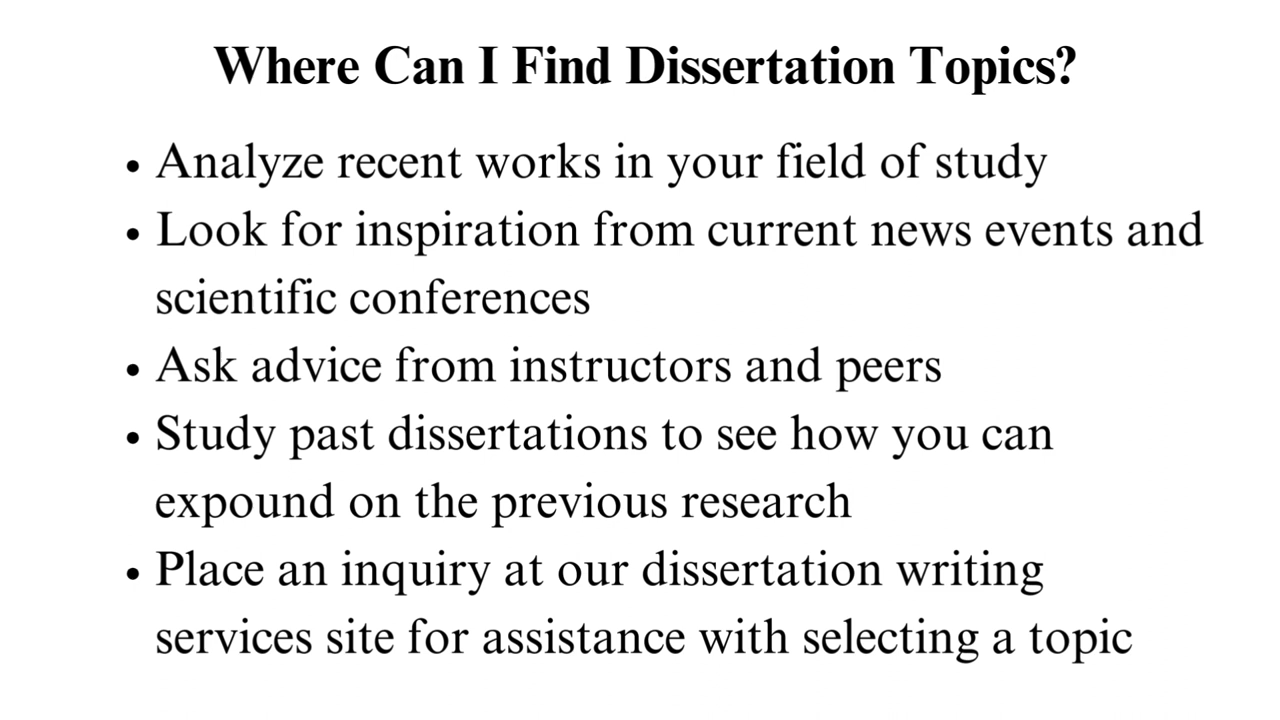 Where Can I Find Dissertation Topics?
• Analyze recent works in your field of study
• Look for inspiration from current news events and
scientific conferences
• Ask advice from instructors and peers
• Study past dissertations to see how you can
expound on the previous research
• Place an inquiry at our dissertation writing
services site for assistance with selecting a topic